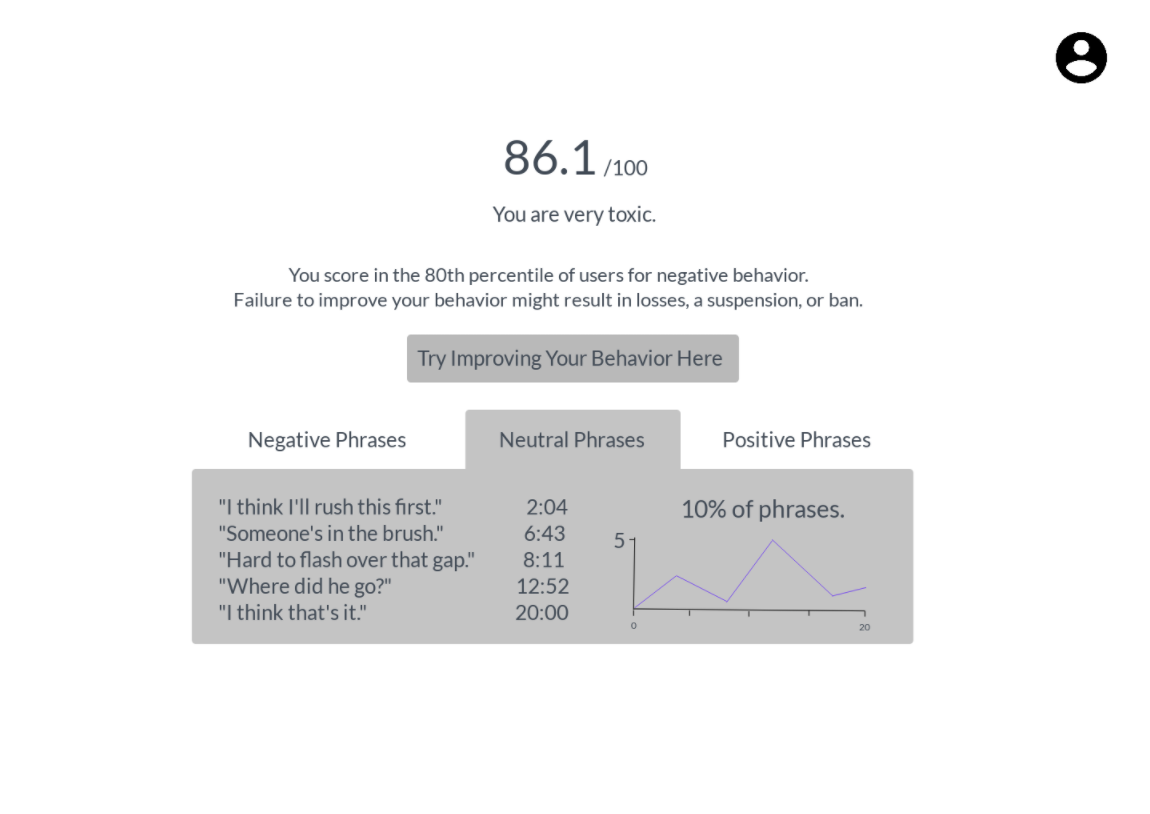 86.1 /100
You are very toxic.
You score in the 80th percentile of users for negative behavior.
Failure to improve your behavior might result in losses, a suspension, or ban.
Try Improving Your Behavior Here
Negative Phrases Neutral Phrases Positive Phrases
"I think I'll rush this first." 2:04
"Someone's in the brush." 6:43
"Hard to flash over that gap." 8:11
"Where did he go?" 12:52
"I think that's it." 20:00
10% of phrases.
5
0 20